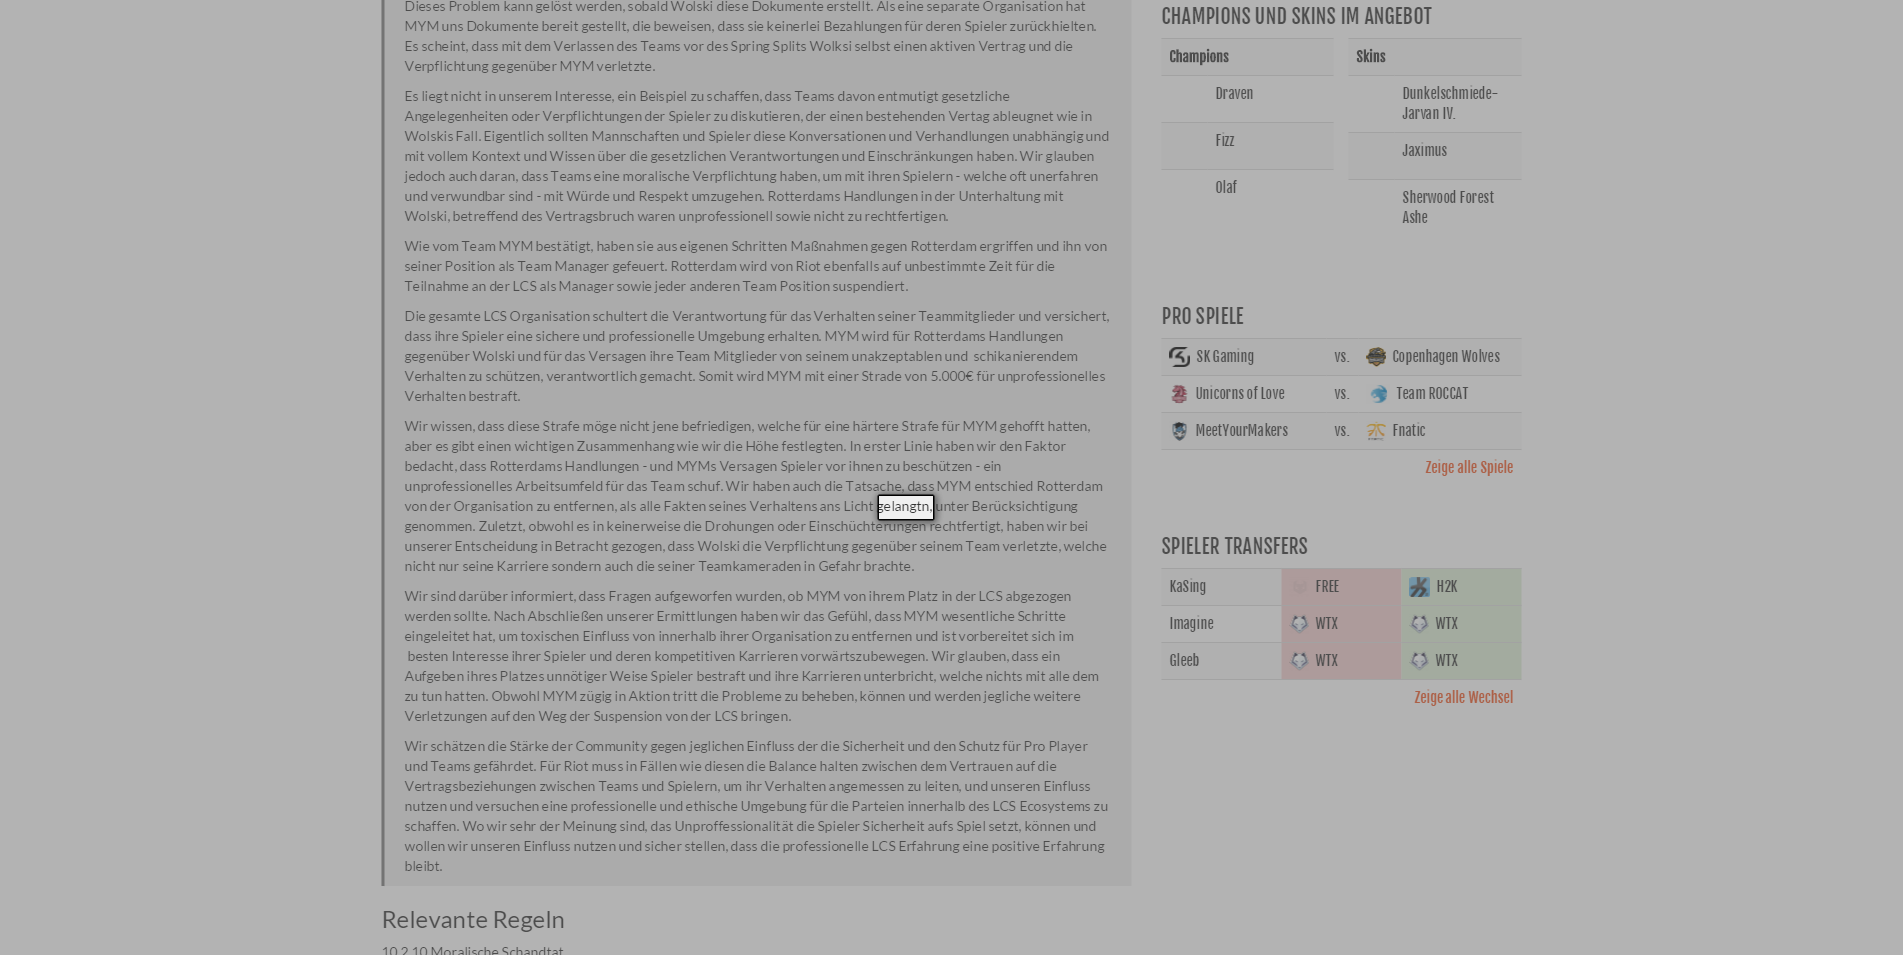 Dieses Problem kann gelöst werden, sobald Wolski diese Dokumente erstellt. Als eine separate Organisation hat
MYM uns Dokumente bereit gestellt, die beweisen, dass sie keinerlei Bezahlungen für deren Spieler zurückhielten.
Es scheint, dass mit dem Verlassen des Teams vor des Spring Splits Wolksi selbst einen aktiven Vertrag und die
Verpflichtung gegenüber MYM verletzte.
Es liegt nicht in unserem Interesse, ein Beispiel zu schaffen, dass Teams davon entmutigt gesetzliche
Angelegenheiten oder Verpflichtungen der Spieler zu diskutieren, der einen bestehenden Vertag ableugnet wie in
Wolskis Fall. Eigentlich sollten Mannschaften und Spieler diese Konversationen und Verhandlungen unabhängig und
mit vollem Kontext und Wissen über die gesetzlichen Verantwortungen und Einschränkungen haben. Wir glauben
jedoch auch daran, dass Teams eine moralische Verpflichtung haben, um mit ihren Spielern - welche oft unerfahren
und verwundbar sind - mit Würde und Respekt umzugehen. Rotterdams Handlungen in der Unterhaltung mit
Wolski, betreffend des Vertragsbruch waren unprofessionell sowie nicht zu rechtfertigen.
Wie vom Team MYM bestätigt, haben sie aus eigenen Schritten Maßnahmen gegen Rotterdam ergriffen und ihn von
seiner Position als Team Manager gefeuert. Rotterdam wird von Riot ebenfalls auf unbestimmte Zeit für die
Teilnahme an der LCS als Manager sowie jeder anderen Team Position suspendiert.
Die gesamte LCS Organisation schultert die Verantwortung für das Verhalten seiner Teammitglieder und versichert,
dass ihre Spieler eine sichere und professionelle Umgebung erhalten. MYM wird für Rotterdams Handlungen
gegenüber Wolski und für das Versagen ihre Team Mitglieder von seinem unakzeptablen und schikanierendem
Verhalten zu schützen, verantwortlich gemacht. Somit wird MYM mit einer Strade von 5.000€ für unprofessionelles
Verhalten bestraft.
Wir wissen, dass diese Strafe möge nicht jene befriedigen, welche für eine härtere Strafe für MYM gehofft hatten,
aber es gibt einen wichtigen Zusammenhang wie wir die Höhe festlegten. In erster Linie haben wir den Faktor
bedacht, dass Rotterdams Handlungen - und MYMs Versagen Spieler vor ihnen zu beschützen - ein
unprofessionelles Arbeitsumfeld für das Team schuf. Wir haben auch die Tatsache, dass MYM entschied Rotterdam
von der Organisation zu entfernen, als alle Fakten seines Verhaltens ans Licht gelangtn, unter Berücksichtigung
genommen. Zuletzt, obwohl es in keinerweise die Drohungen oder Einschüchterungen rechtfertigt, haben wir bei
unserer Entscheidung in Betracht gezogen, dass Wolski die Verpflichtung gegenüber seinem Team verletzte, welche
nicht nur seine Karriere sondern auch die seiner Teamkameraden in Gefahr brachte.
Wir sind darüber informiert, dass Fragen aufgeworfen wurden, ob MYM von ihrem Platz in der LCS abgezogen
werden sollte. Nach Abschließen unserer Ermittlungen haben wir das Gefühl, dass MYM wesentliche Schritte
eingeleitet hat, um toxischen Einfluss von innerhalb ihrer Organisation zu entfernen und ist vorbereitet sich im
besten Interesse ihrer Spieler und deren kompetitiven Karrieren vorwärtszubewegen. Wir glauben, dass ein
Aufgeben ihres Platzes unnötiger Weise Spieler bestraft und ihre Karrieren unterbricht, welche nichts mit alle dem
zu tun hatten. Obwohl MYM zügig in Aktion tritt die Probleme zu beheben, können und werden jegliche weitere
Verletzungen auf den Weg der Suspension von der LCS bringen.
Wir schätzen die Stärke der Community gegen jeglichen Einfluss der die Sicherheit und den Schutz für Pro Player
und Teams gefährdet. Für Riot muss in Fällen wie diesen die Balance halten zwischen dem Vertrauen auf die
Vertragsbeziehungen zwischen Teams und Spielern, um ihr Verhalten angemessen zu leiten, und unseren Einfluss
nutzen und versuchen eine professionelle und ethische Umgebung für die Parteien innerhalb des LCS Ecosystems zu
schaffen. Wo wir sehr der Meinung sind, das Unproffessionalität die Spieler Sicherheit aufs Spiel setzt, können und
wollen wir unseren Einfluss nutzen und sicher stellen, dass die professionelle LCS Erfahrung eine positive Erfahrung
bleibt.
Relevante Regeln
10.2.10 Moralische Schandtat
CHAMPIONS UND SKINS IM ANGEBOT
Champions
Draven
Fizz
Olaf
Skins
Dunkelschmiede-
Jarvan IV.
Jaximus
Sherwood Forest
Ashe
PRO SPIELE
SK Gaming vs. Copenhagen Wolves
Unicorns of Love vs. Team ROCCAT
MeetYourMakers vs. Fnatic
Zeige alle Spiele
SPIELER TRANSFERS
KaSing FREE H2K
Imagine WTX WTX
Gleeb WTX WTX
Zeige alle Wechsel